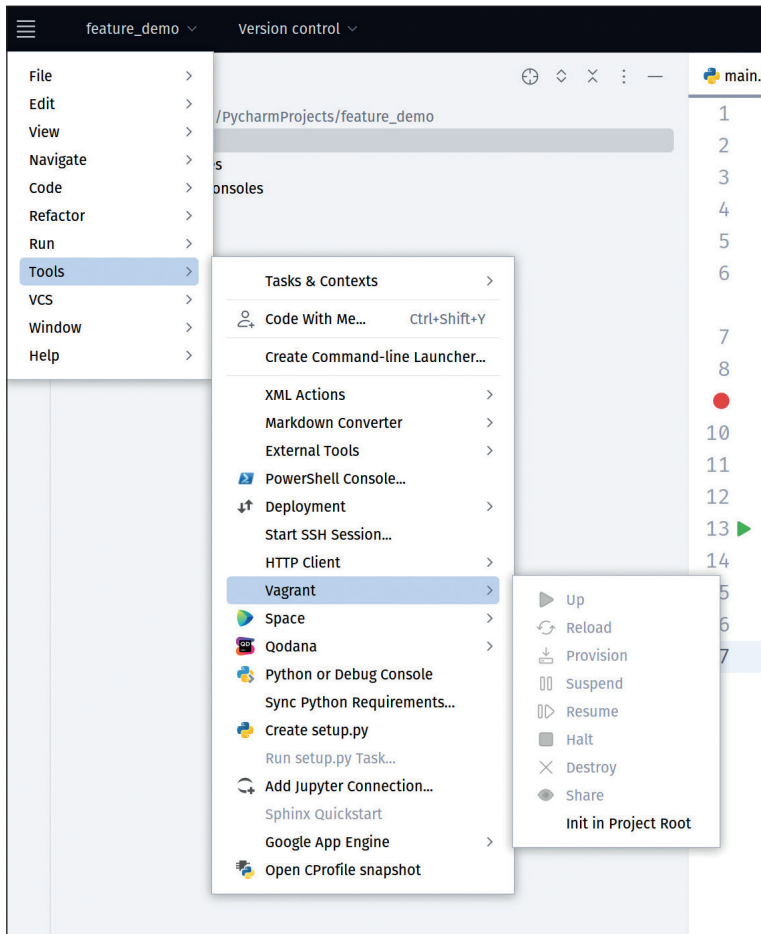 feature_demo
Version control
File
Edit
View
Navigate
Code
Refactor
Run
Tools
VCS
Window
Help
/PycharmProjects/feature_demo
s
onsoles
main.
1
2
3
4
5
6
7
8
10
11
12
13
14
5
6
7
Tasks & Contexts
Code With Me... Ctrl+Shift+Y
Create Command-line Launcher...
XML Actions
Markdown Converter
External Tools
PowerShell Console...
Deployment
Start SSH Session...
HTTP Client
Vagrant
Space
QD
Qodana
Python or Debug Console
Sync Python Requirements...
Create setup.py
Run setup.py Task...
Add Jupyter Connection...
Sphinx Quickstart
Google App Engine
Open CProfile snapshot
Up
Reload
Provision
Suspend
Resume
Halt
Destroy
Share
Init in Project Root